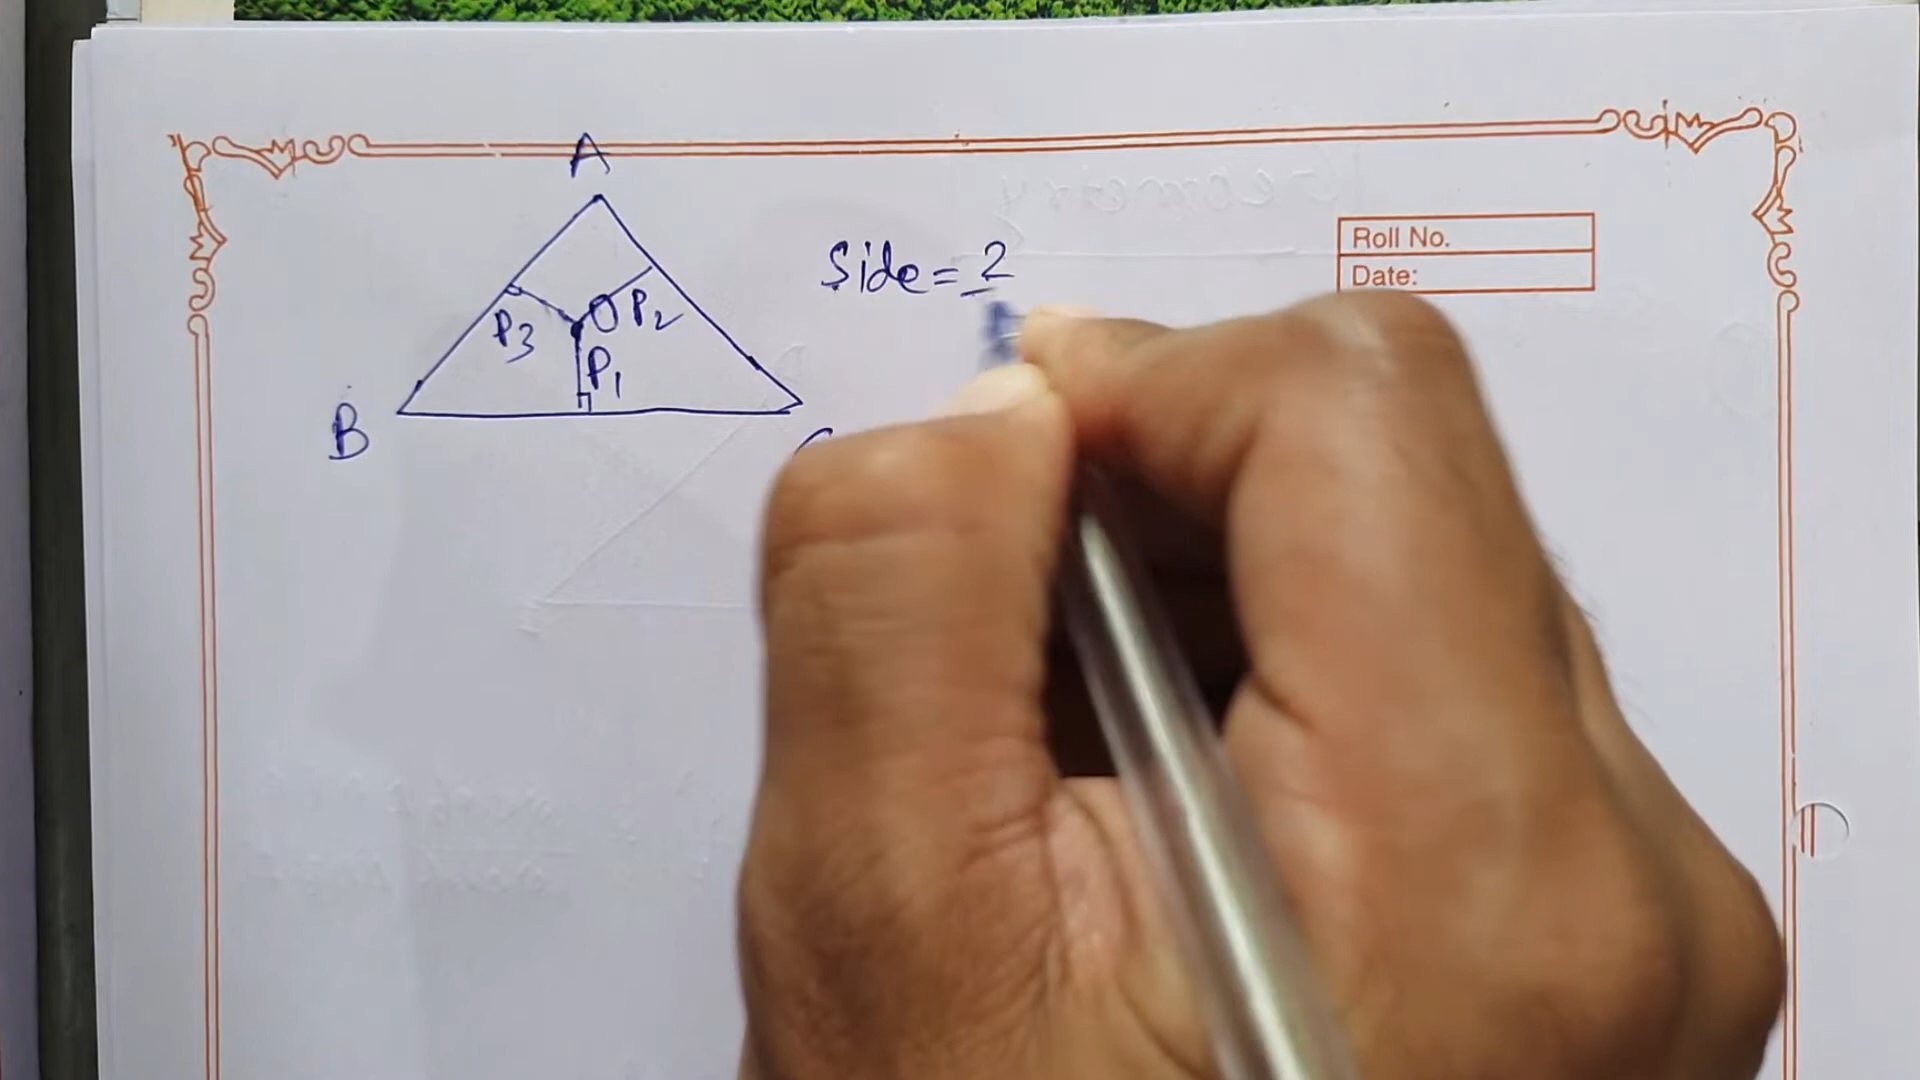 A
Side = 2
Roll No.
Date:
P3
O
P2
P1
B